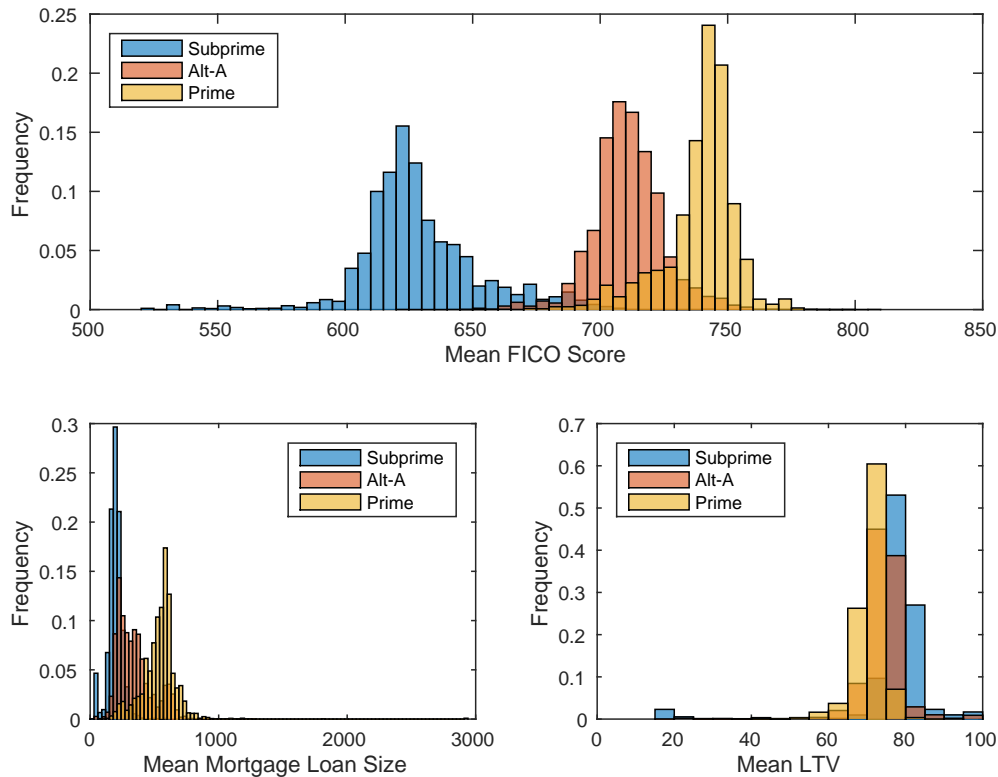 0.25
0.2
0.15
0.1
0.05
0
Frequency
Subprime
Alt-A
Prime
500 550 600 650 700 750 800 850
Mean FICO Score
0.3
0.25
0.2
0.15
0.1
0.05
0
Frequency
Subprime
Alt-A
Prime
0 1000 2000 3000
Mean Mortgage Loan Size
0.7
0.6
0.5
0.4
0.3
0.2
0.1
0
Frequency
Subprime
Alt-A
Prime
0 20 40 60 80 100
Mean LTV